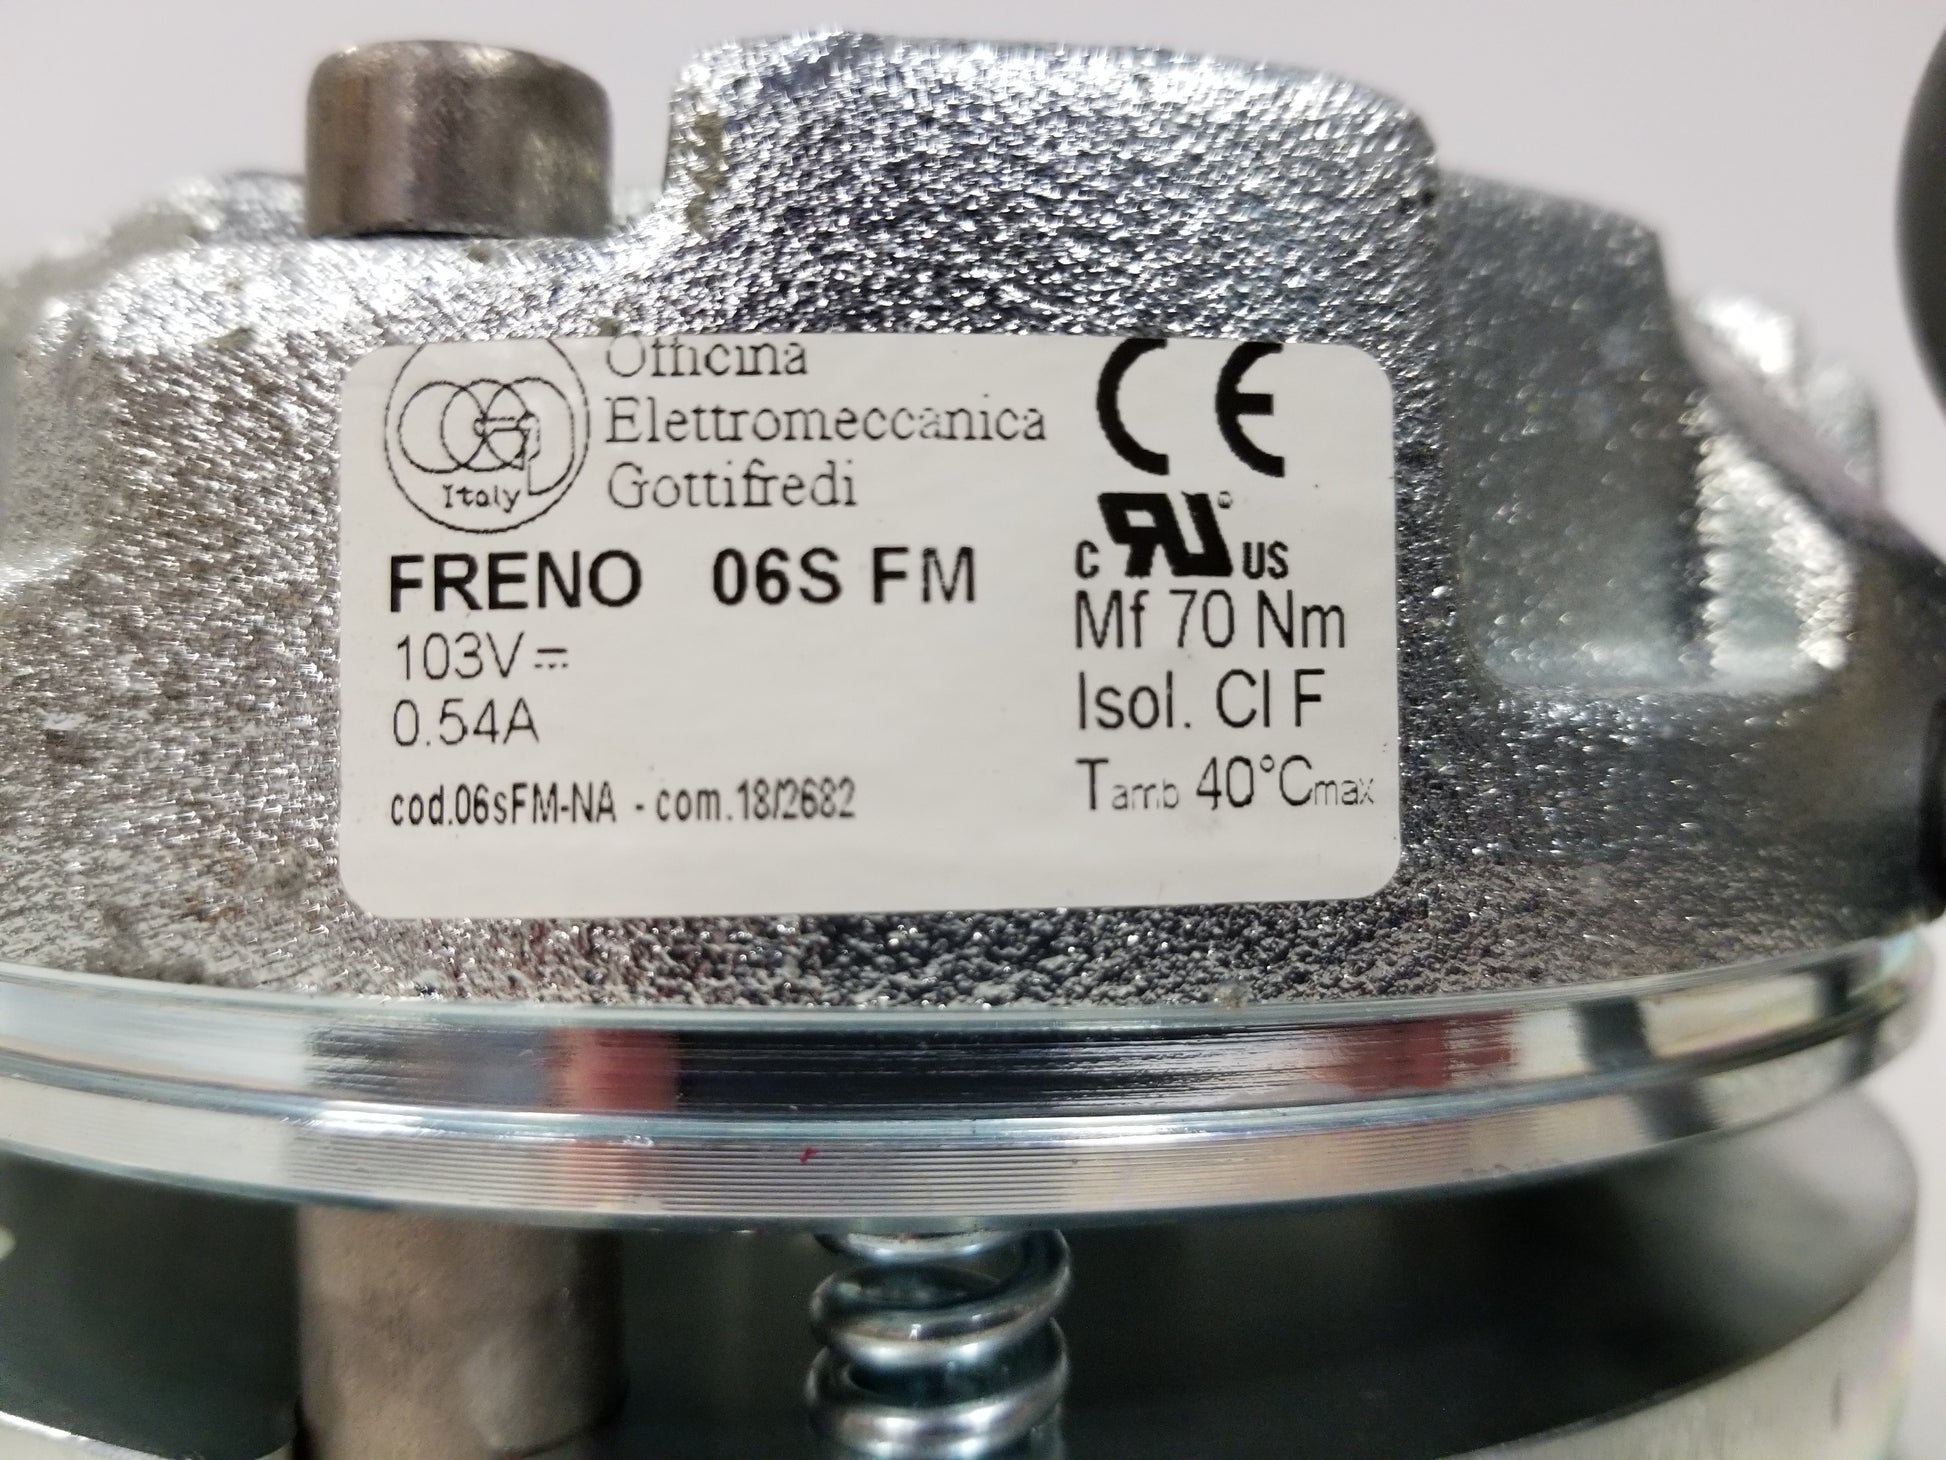 Officina
Elettromeccanica
Gottifredi
Italy
CE
FRENO 06S FM
C RU US
103V
0.54A
Mf 70 Nm
Isol. Cl F
Tamb 40°Cmax
cod.06sFM-NA - com.18/2682